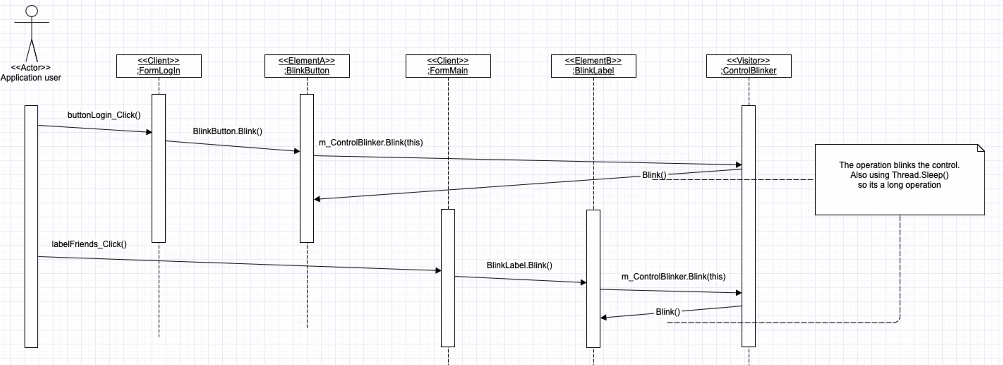 <<Actor>>
Application user
<<Client>>
:FormLogIn
<<ElementA>>
:BlinkButton
<<Client>>
:FormMain
<<ElementB>>
:BlinkLabel
<<Visitor>>
:ControlBlinker
buttonLogin_Click()
BlinkButton.Blink()
m_ControlBlinker.Blink(this)
Blink()
The operation blinks the control.
Also using Thread.Sleep()
so its a long operation
labelFriends_Click()
BlinkLabel.Blink()
m_ControlBlinker.Blink(this)
Blink()